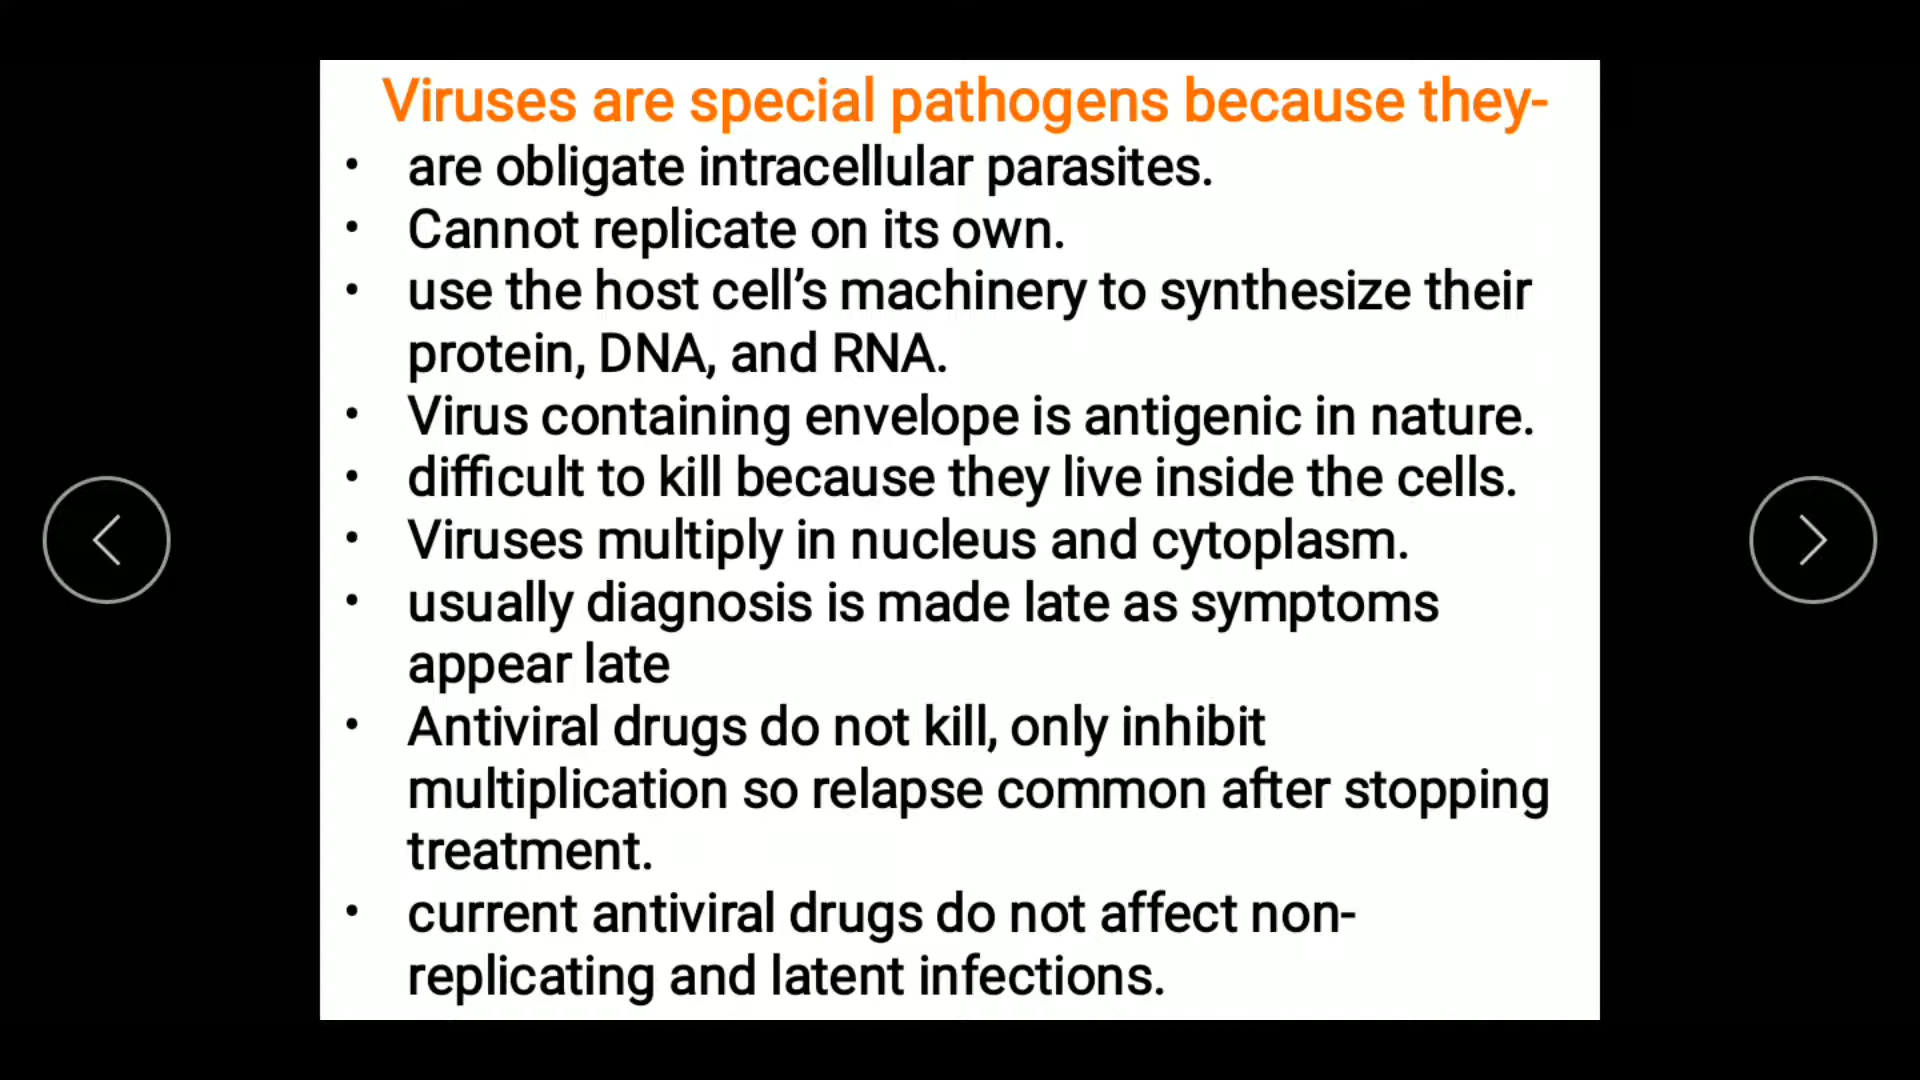 Viruses are special pathogens because they-
• are obligate intracellular parasites.
• Cannot replicate on its own.
• use the host cell’s machinery to synthesize their
protein, DNA, and RNA.
• Virus containing envelope is antigenic in nature.
• difficult to kill because they live inside the cells.
• Viruses multiply in nucleus and cytoplasm.
• usually diagnosis is made late as symptoms
appear late
• Antiviral drugs do not kill, only inhibit
multiplication so relapse common after stopping
treatment.
• current antiviral drugs do not affect non-
replicating and latent infections.